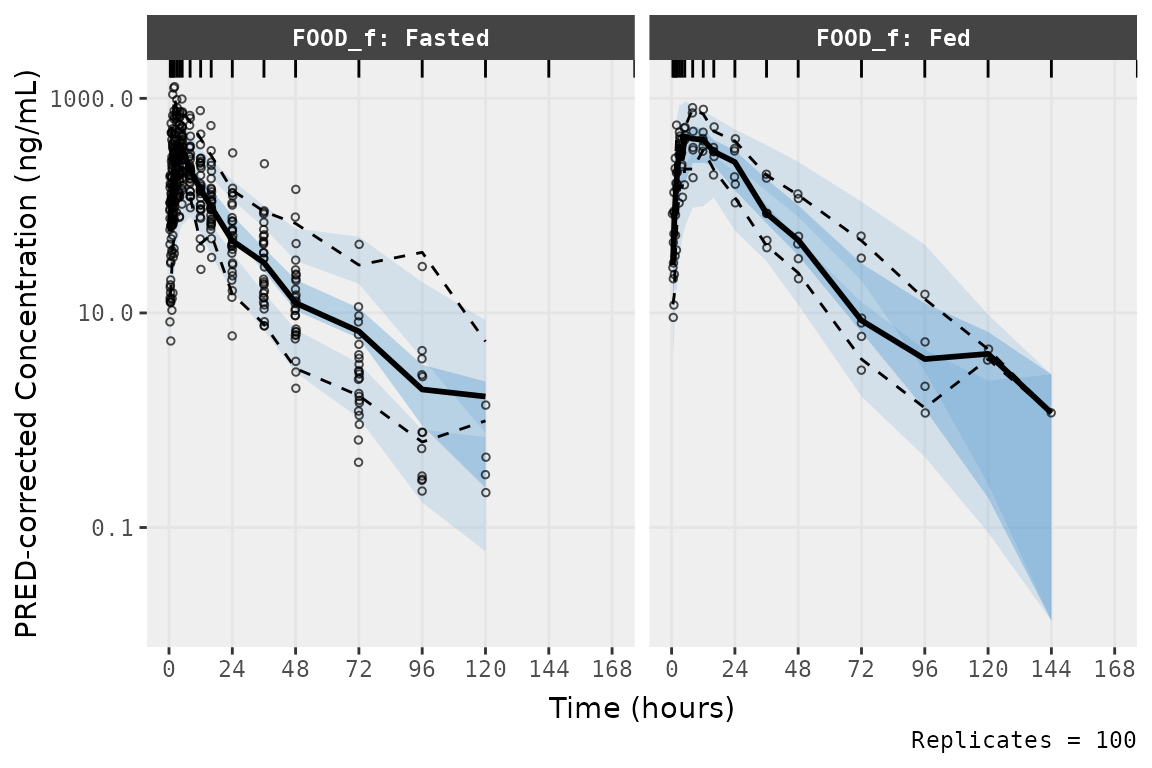 FOOD_f: Fasted
FOOD_f: Fed
PRED-corrected Concentration (ng/mL)
1000.0
10.0
0.1
0 24 48 72 96 120 144 168
0 24 48 72 96 120 144 168
Time (hours)
Replicates = 100